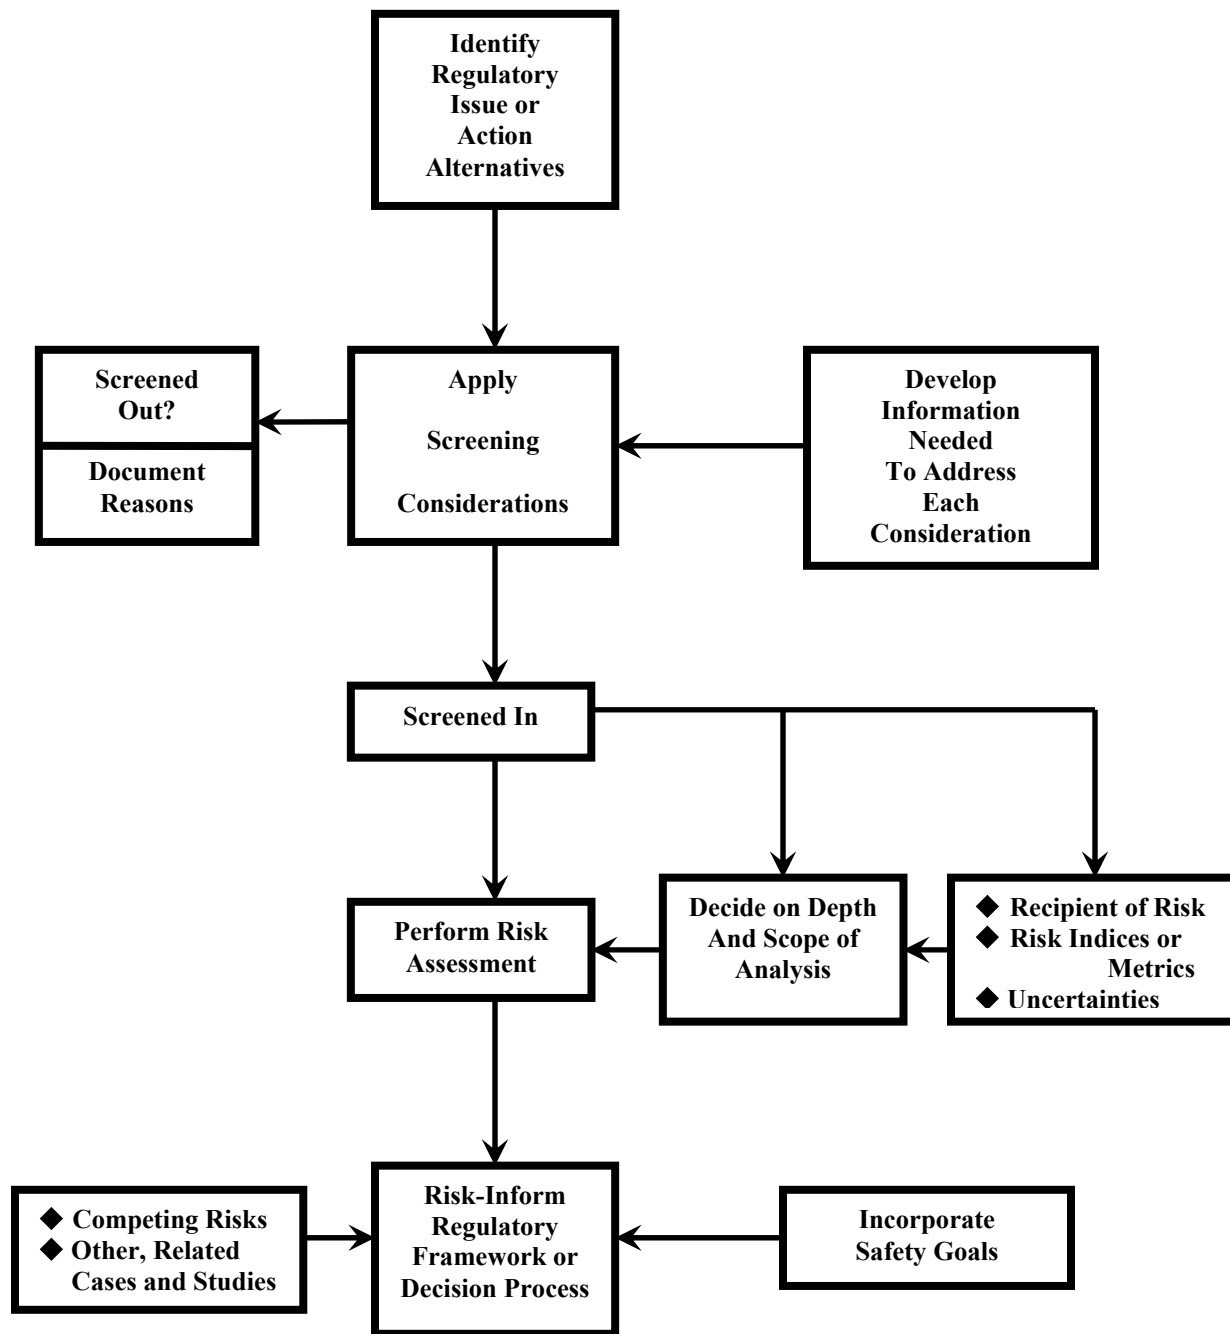 Identify
Regulatory
Issue or
Action
Alternatives
Screened
Out?
Document
Reasons
Apply
Screening
Considerations
Develop
Information
Needed
To Address
Each
Consideration
Screened In
Perform Risk
Assessment
Decide on Depth
And Scope of
Analysis
◆ Recipient of Risk
◆ Risk Indices or
Metrics
◆ Uncertainties
◆ Competing Risks
◆ Other, Related
Cases and Studies
Risk-Inform
Regulatory
Framework or
Decision Process
Incorporate
Safety Goals